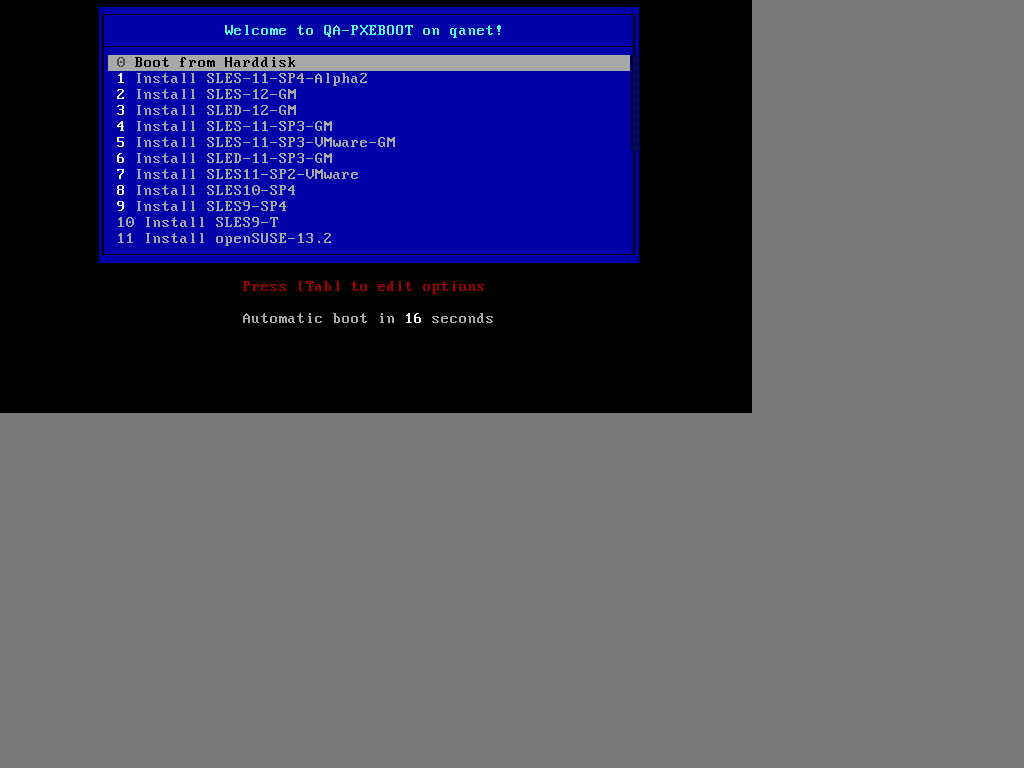 Welcome to QA-PXEBOOT on qanet!
0 Boot from Harddisk
1 Install SLES-11-SP4-Alpha2
2 Install SLES-12-GM
3 Install SLED-12-GM
4 Install SLES-11-SP3-GM
5 Install SLES-11-SP3-VMware-GM
6 Install SLED-11-SP3-GM
7 Install SLES11-SP2-VMware
8 Install SLES10-SP4
9 Install SLES9-SP4
10 Install SLES9-T
11 Install openSUSE-13.2
Press [Tab] to edit options
Automatic boot in 16 seconds